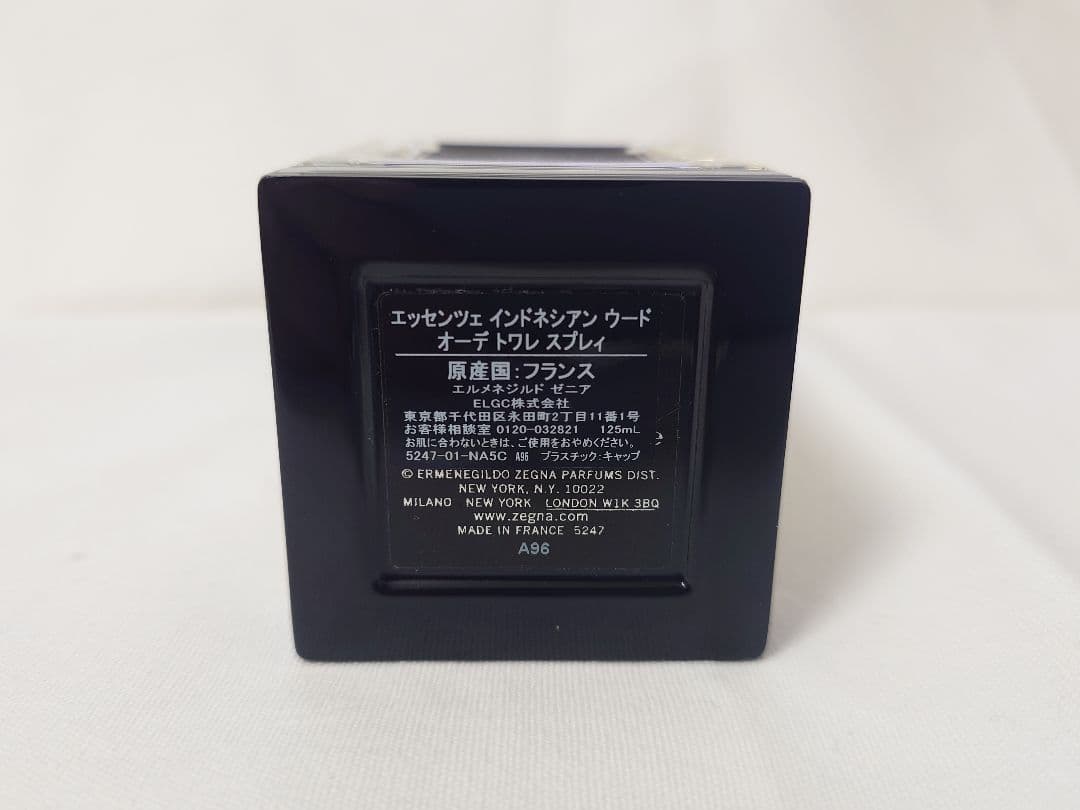 エッセンツェ インドネシアン ウード
オーデ トワレ スプレィ
原産国:フランス
エルメネジルド ゼニア
ELGC株式会社
東京都千代田区永田町2丁目11番1号
お客様相談室 0120-032821 125mL
お肌に合わないときは、ご使用をおやめください。
5247-01-NA5C A96 プラスチック:キャップ
© ERMENEGILDO ZEGNA PARFUMS DIST.
NEW YORK, N.Y. 10022
MILANO NEW YORK LONDON W1K 3BQ
www.zegna.com
MADE IN FRANCE 5247
A96